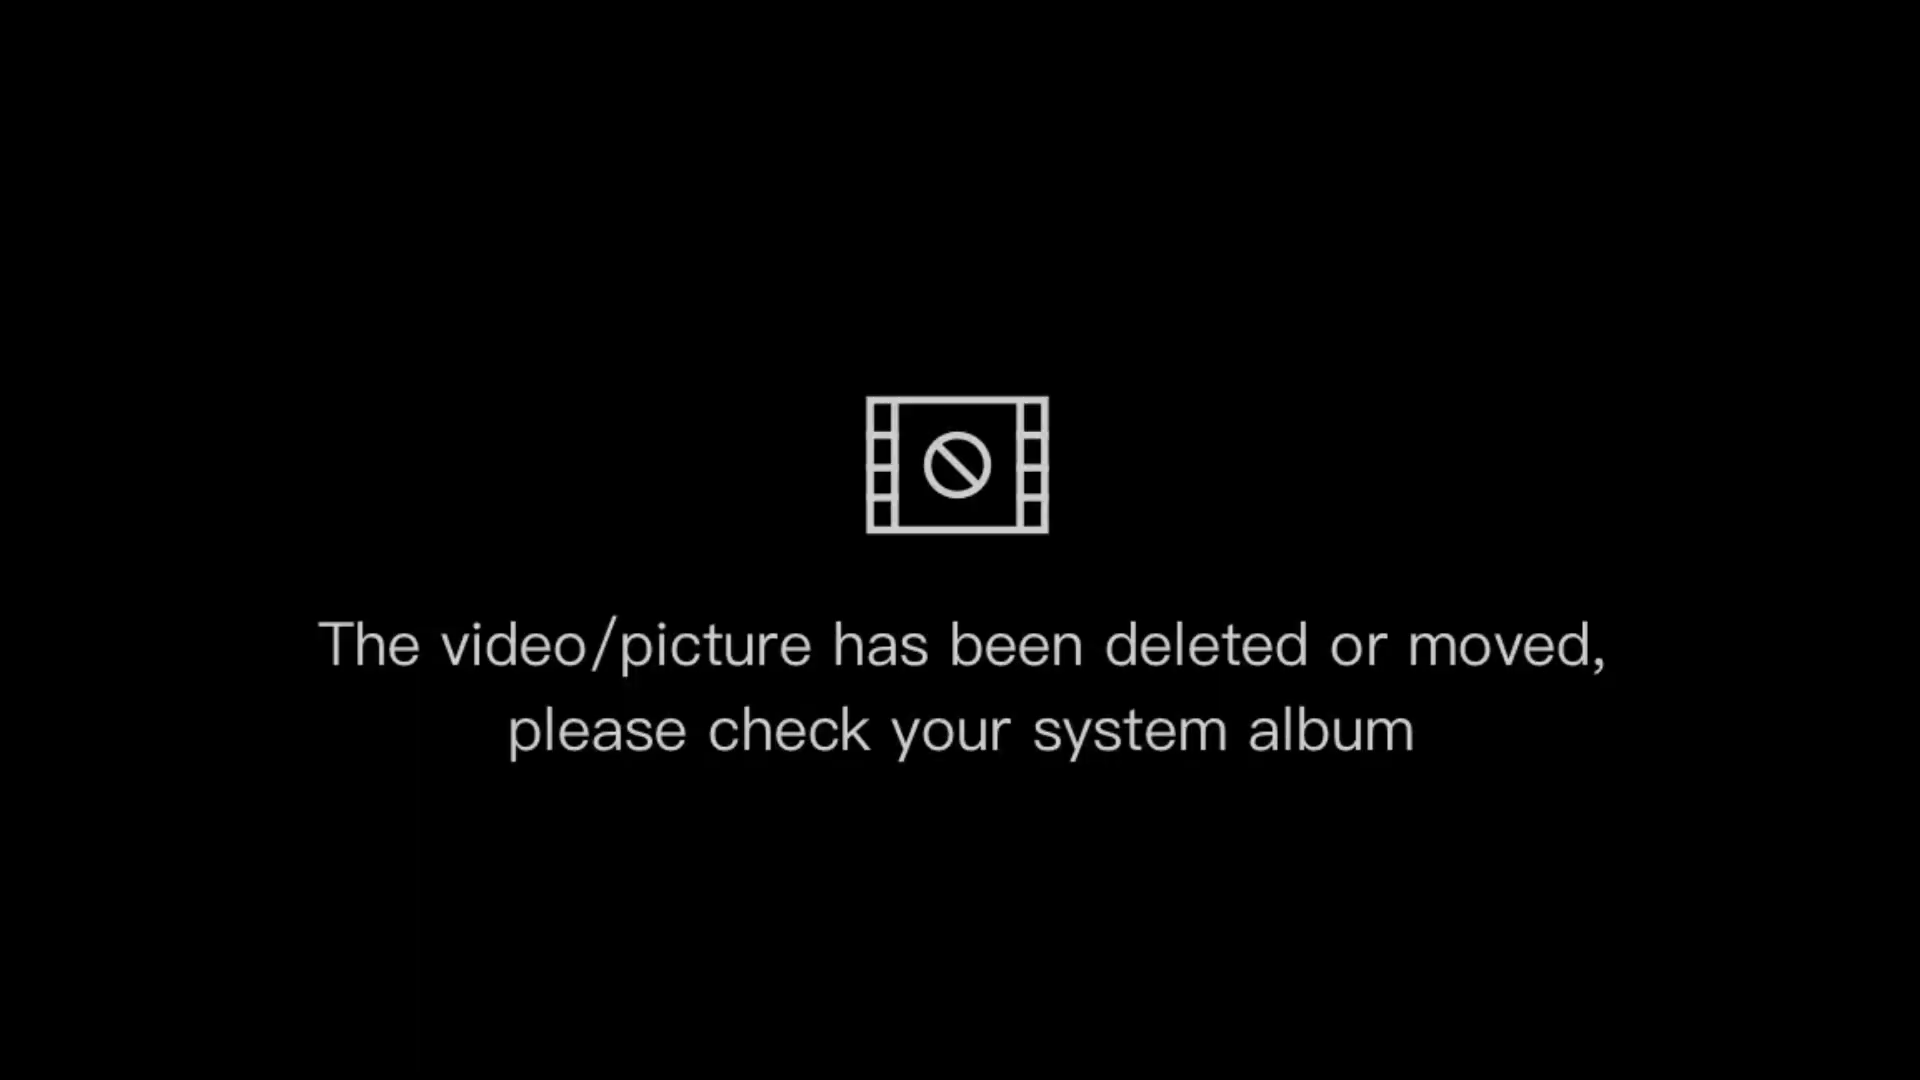 The video/picture has been deleted or moved,
please check your system album